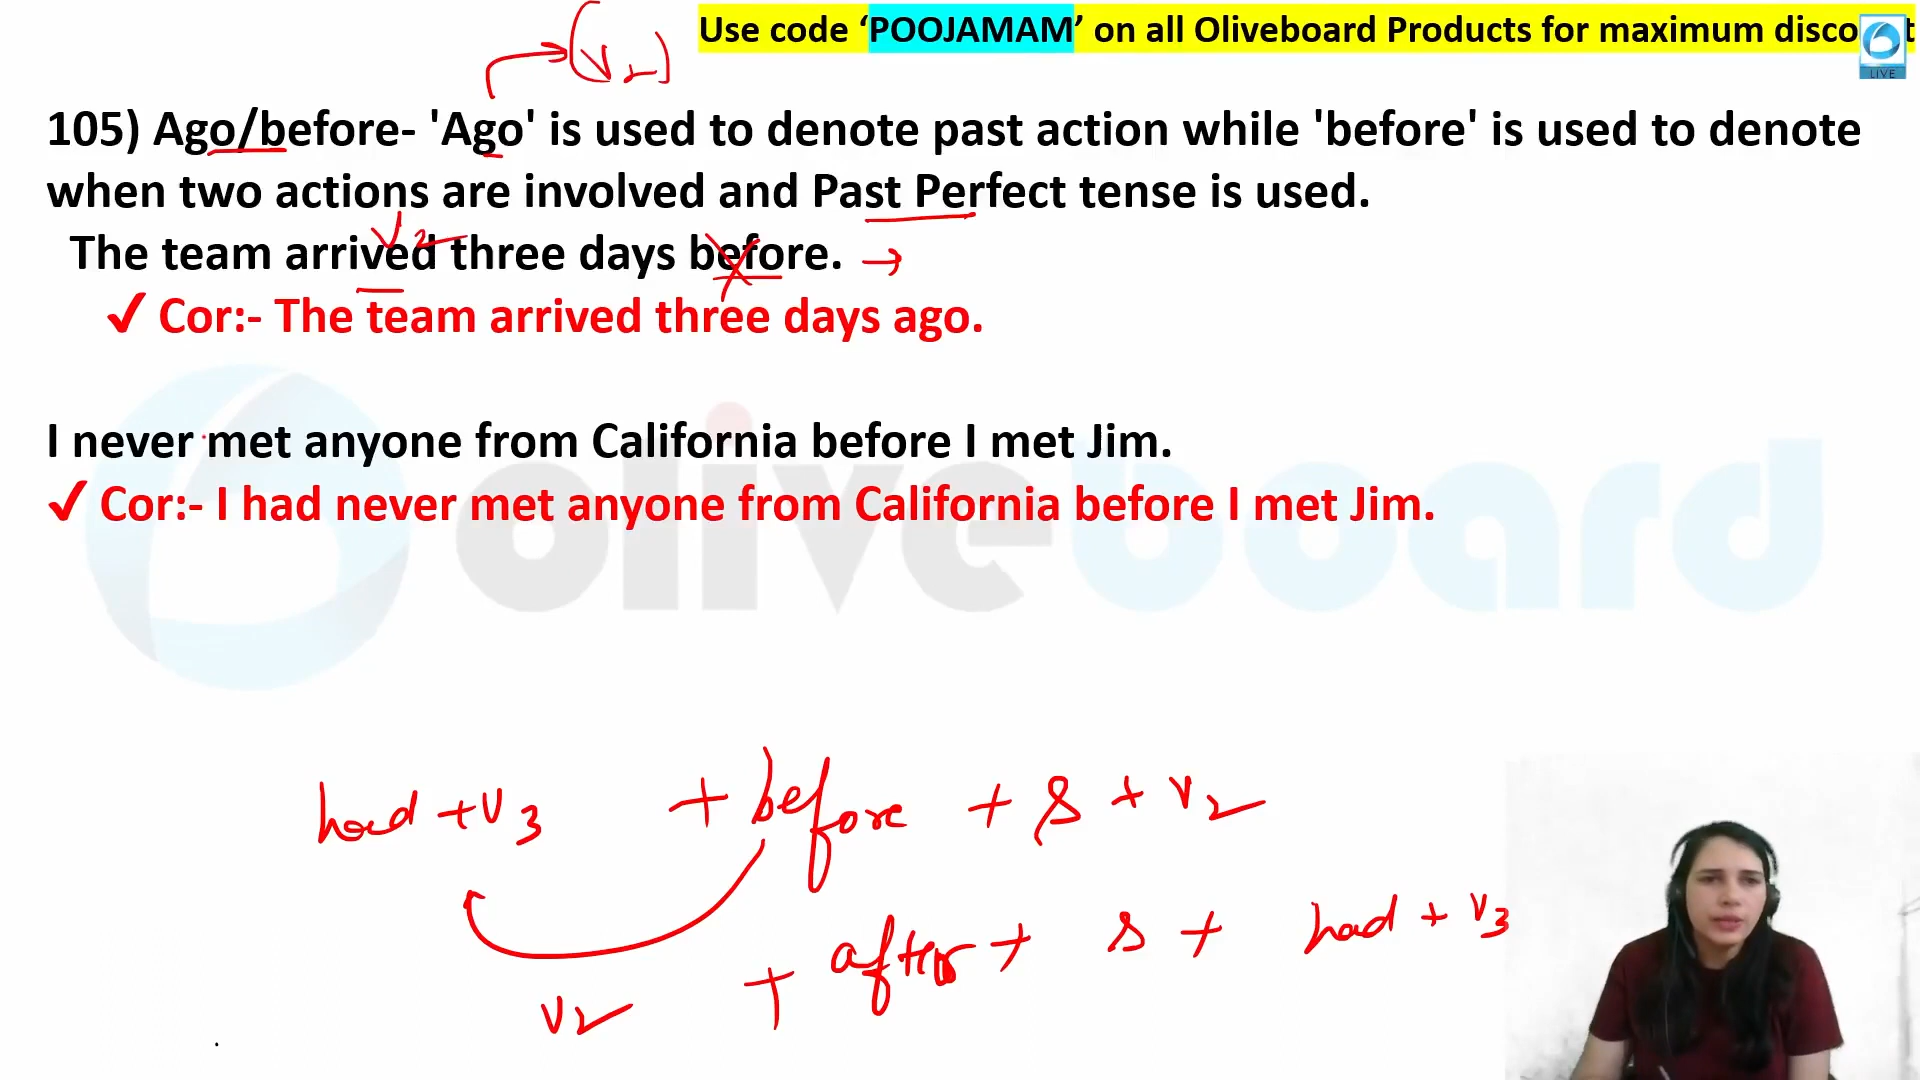 Use code ‘POOJAMAM’ on all Oliveboard Products for maximum disco t
LIVE
(V2)
105) Ago/before- 'Ago' is used to denote past action while 'before' is used to denote
when two actions are involved and Past Perfect tense is used.
V2
The team arrived three days before. →
✓ Cor:- The team arrived three days ago.
I never met anyone from California before I met Jim.
✓ Cor:- I had never met anyone from California before I met Jim.
oliveboard
had + V3 + before + S + V2
V2 + after + S + had + V3